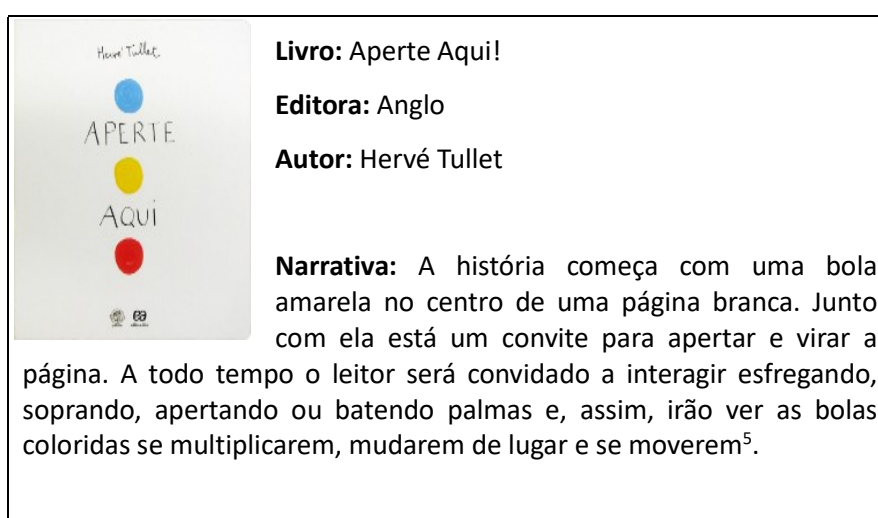 Hervé Tullet
APERTE
AQUI
Livro: Aperte Aqui!
Editora: Anglo
Autor: Hervé Tullet
Narrativa: A história começa com uma bola
amarela no centro de uma página branca. Junto
com ela está um convite para apertar e virar a
página. A todo tempo o leitor será convidado a interagir esfregando,
soprando, apertando ou batendo palmas e, assim, irão ver as bolas
coloridas se multiplicarem, mudarem de lugar e se moverem⁵.